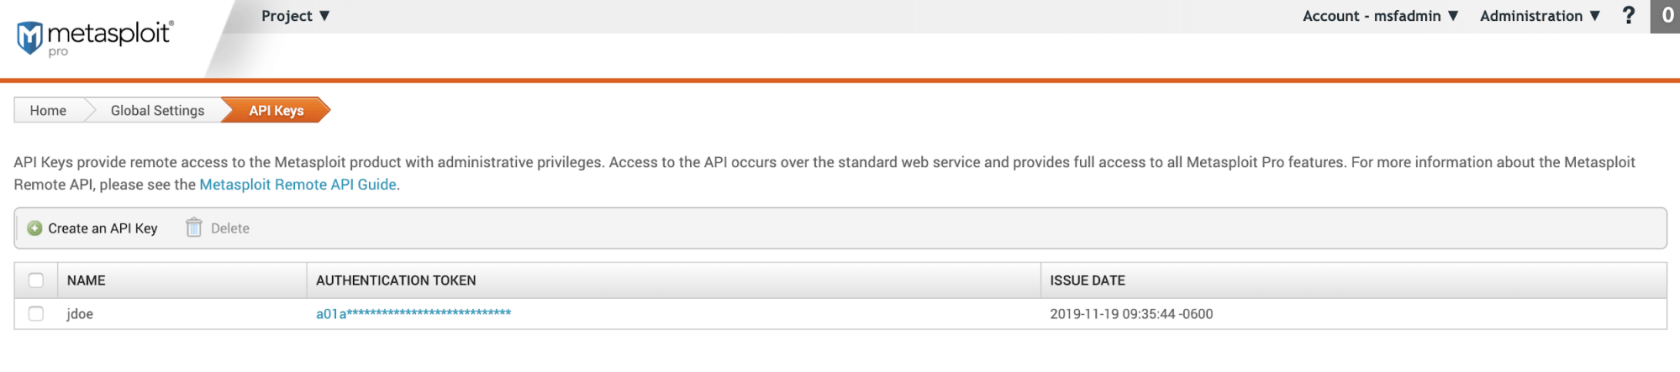 Project ▼
Account - msfadmin ▼ Administration ▼ ? 0
metasploit®
pro
Home Global Settings API Keys
API Keys provide remote access to the Metasploit product with administrative privileges. Access to the API occurs over the standard web service and provides full access to all Metasploit Pro features. For more information about the Metasploit
Remote API, please see the Metasploit Remote API Guide.
Create an API Key Delete
NAME AUTHENTICATION TOKEN ISSUE DATE
jdoe a01a**************************** 2019-11-19 09:35:44 -0600